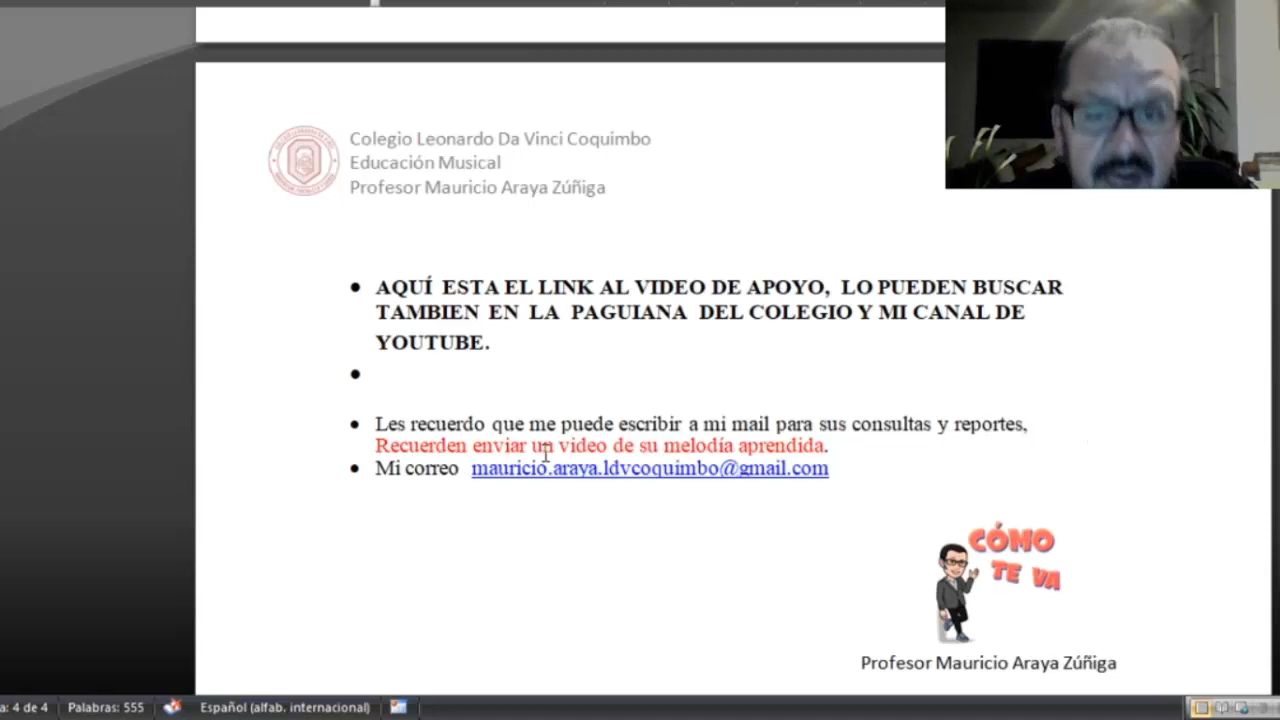 Colegio Leonardo Da Vinci Coquimbo
Educación Musical
Profesor Mauricio Araya Zúñiga
AQUÍ ESTA EL LINK AL VIDEO DE APOYO, LO PUEDEN BUSCAR
TAMBIEN EN LA PAGUIANA DEL COLEGIO Y MI CANAL DE
YOUTUBE.
Les recuerdo que me puede escribir a mi mail para sus consultas y reportes,
Recuerden enviar un video de su melodía aprendida.
Mi correo mauricio.araya.ldvcoquimbo@gmail.com
CÓMO
TE VA
Profesor Mauricio Araya Zúñiga
a: 4 de 4 Palabras: 555 Español (alfab. internacional)